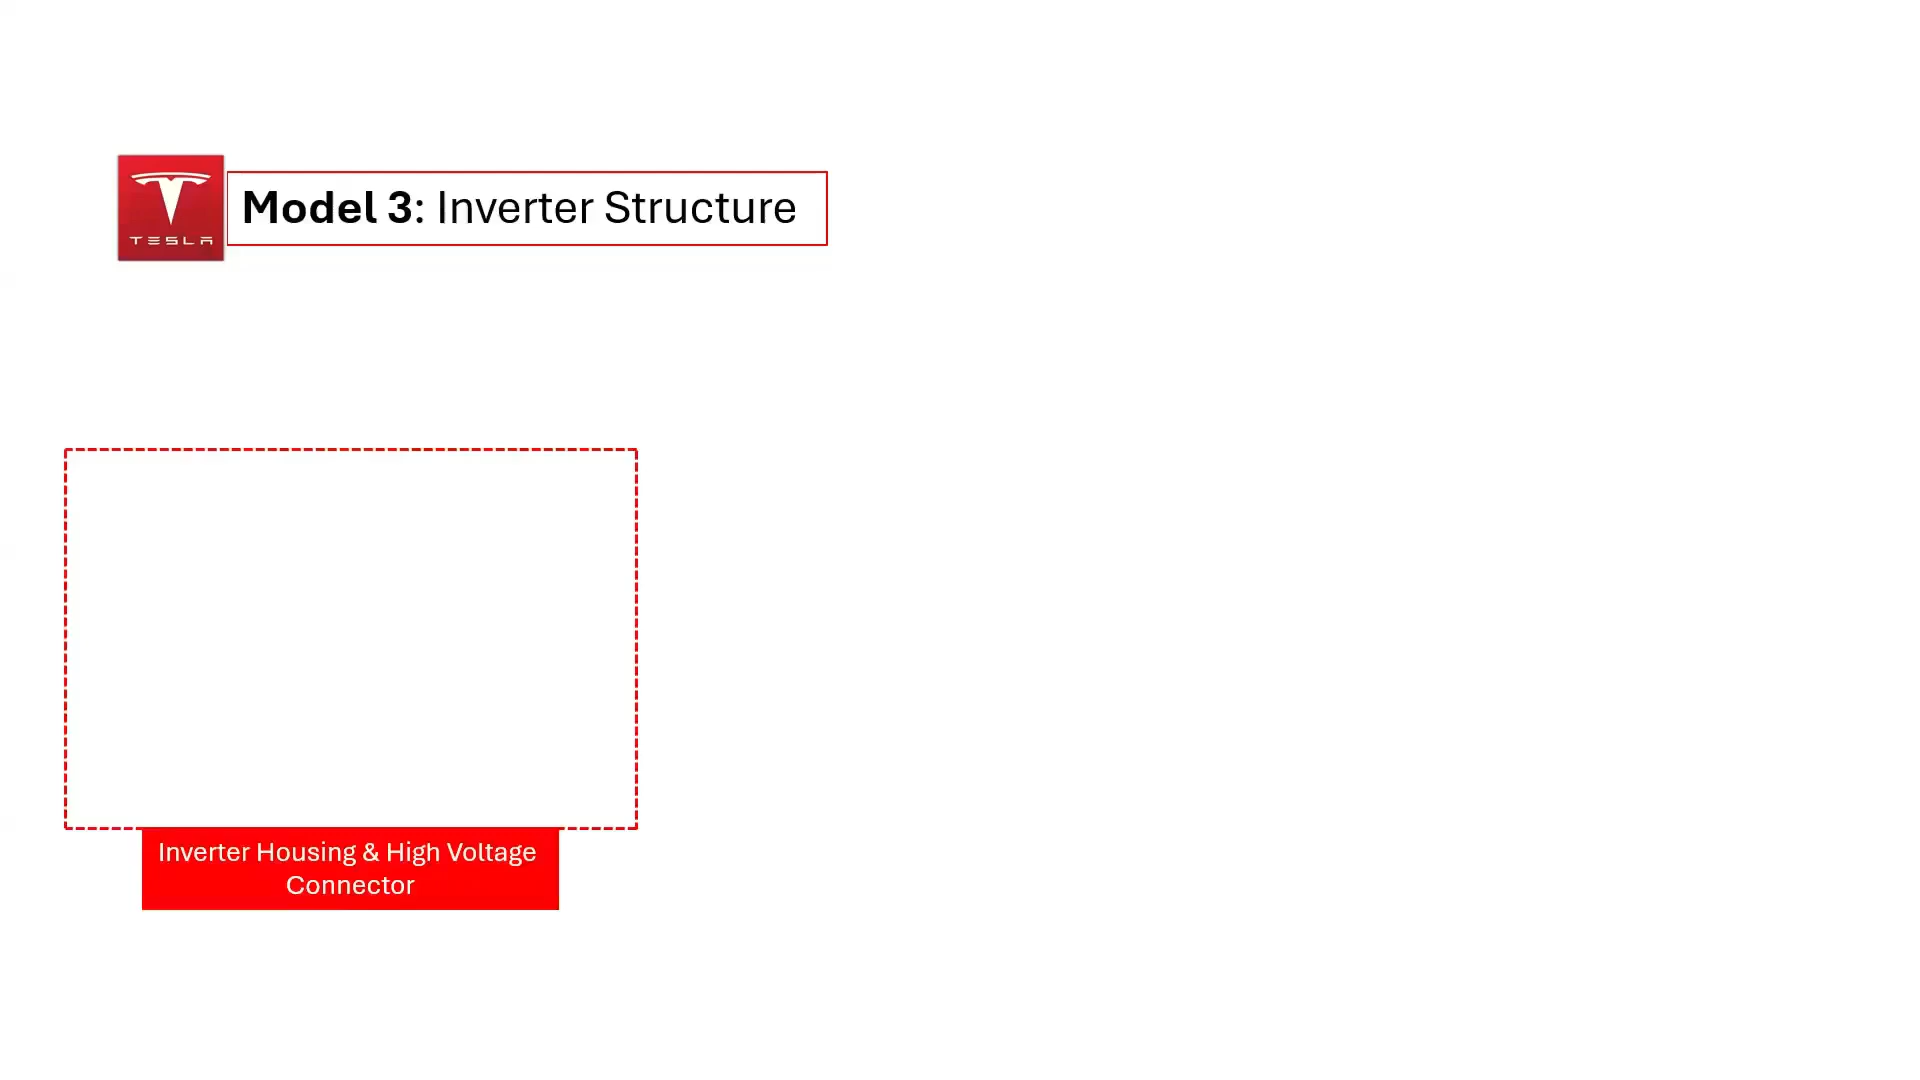 TESLA
Model 3: Inverter Structure
Inverter Housing & High Voltage
Connector